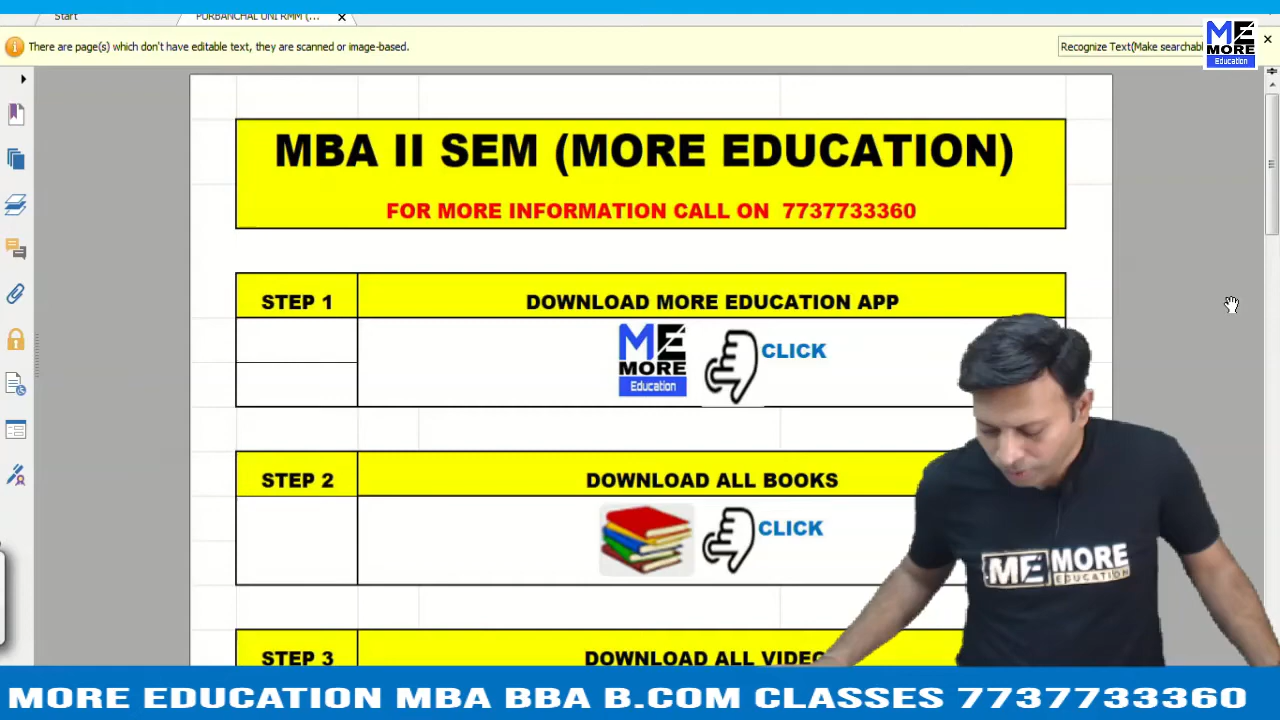 Start
PURBANCHAL UNI RMM (...
There are page(s) which don't have editable text, they are scanned or image-based.
Recognize Text(Make searchabl
ME
MORE
Education
MBA II SEM (MORE EDUCATION)
FOR MORE INFORMATION CALL ON 7737733360
STEP 1
DOWNLOAD MORE EDUCATION APP
ME
MORE
Education
CLICK
STEP 2
DOWNLOAD ALL BOOKS
CLICK
STEP 3
DOWNLOAD ALL VIDEO
ME MORE
EDUCATION
MORE EDUCATION MBA BBA B.COM CLASSES 7737733360